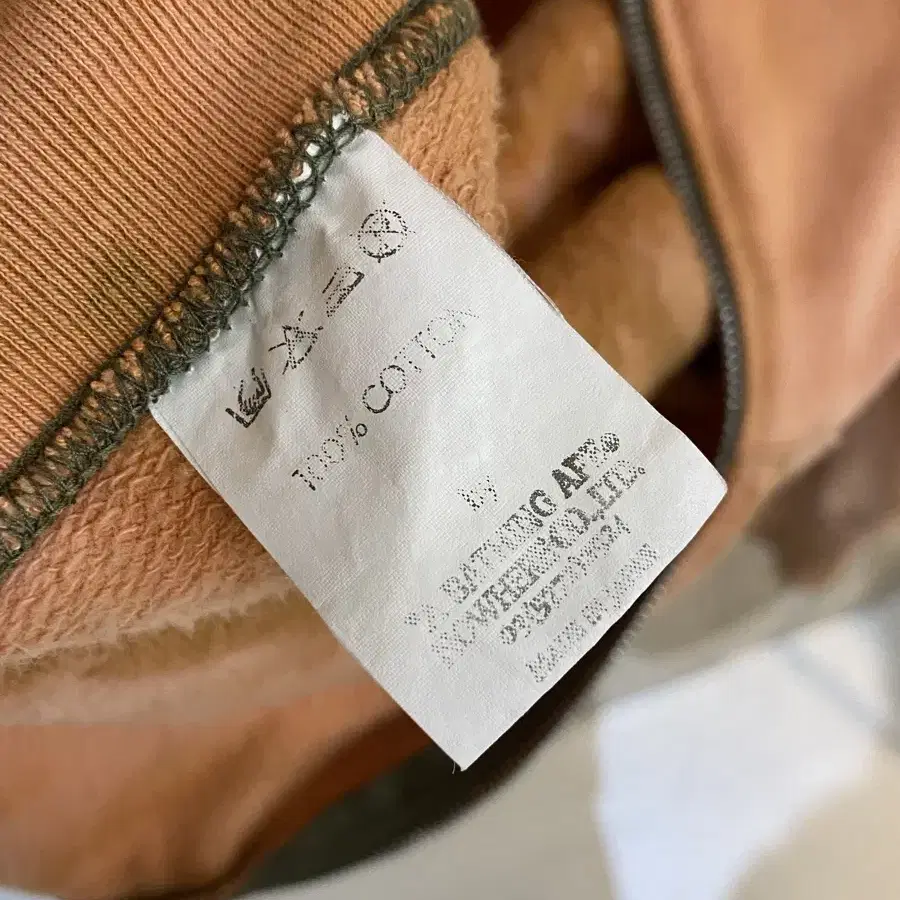 100% COTTON
by
"A BATHING APE®
NOWHERE CO., LTD.
MADE IN JAPAN